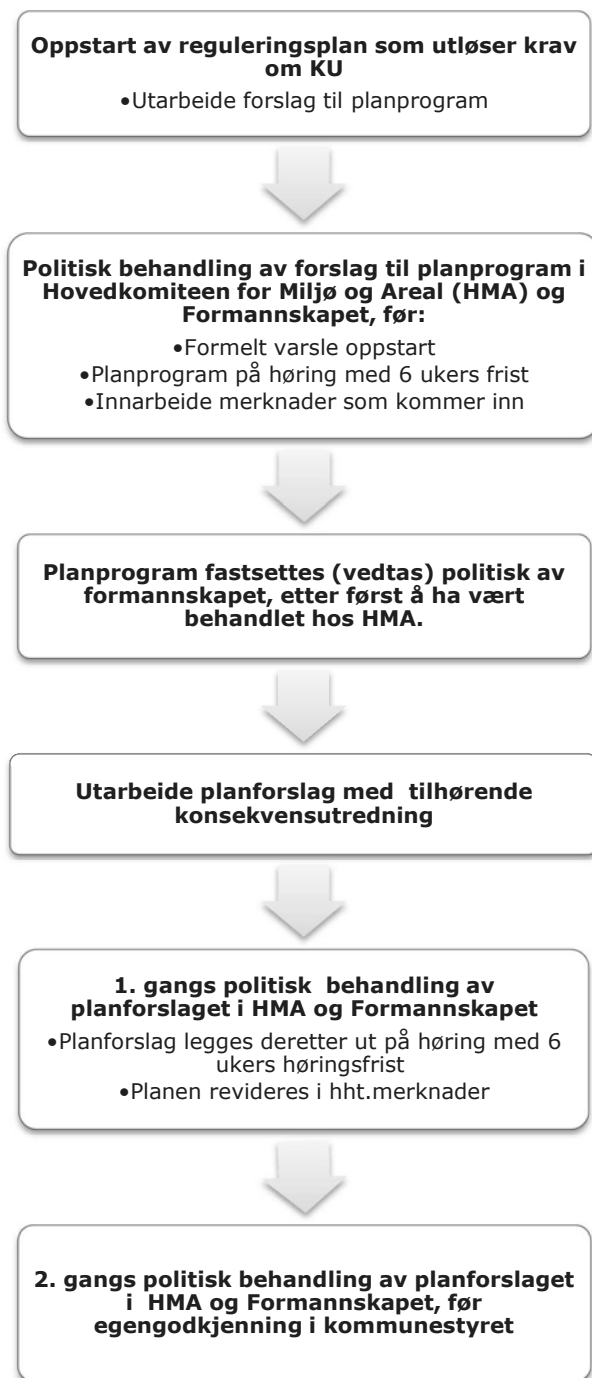 Oppstart av reguleringsplan som utløser krav
om KU
•Utarbeide forslag til planprogram
Politisk behandling av forslag til planprogram i
Hovedkomiteen for Miljø og Areal (HMA) og
Formannskapet, før:
•Formelt varsle oppstart
•Planprogram på høring med 6 ukers frist
•Innarbeide merknader som kommer inn
Planprogram fastsettes (vedtas) politisk av
formannskapet, etter først å ha vært
behandlet hos HMA.
Utarbeide planforslag med tilhørende
konsekvensutredning
1. gangs politisk behandling av
planforslaget i HMA og Formannskapet
•Planforslag legges deretter ut på høring med 6
ukers høringsfrist
•Planen revideres i hht.merknader
2. gangs politisk behandling av planforslaget
i HMA og Formannskapet, før
egengodkjenning i kommunestyret